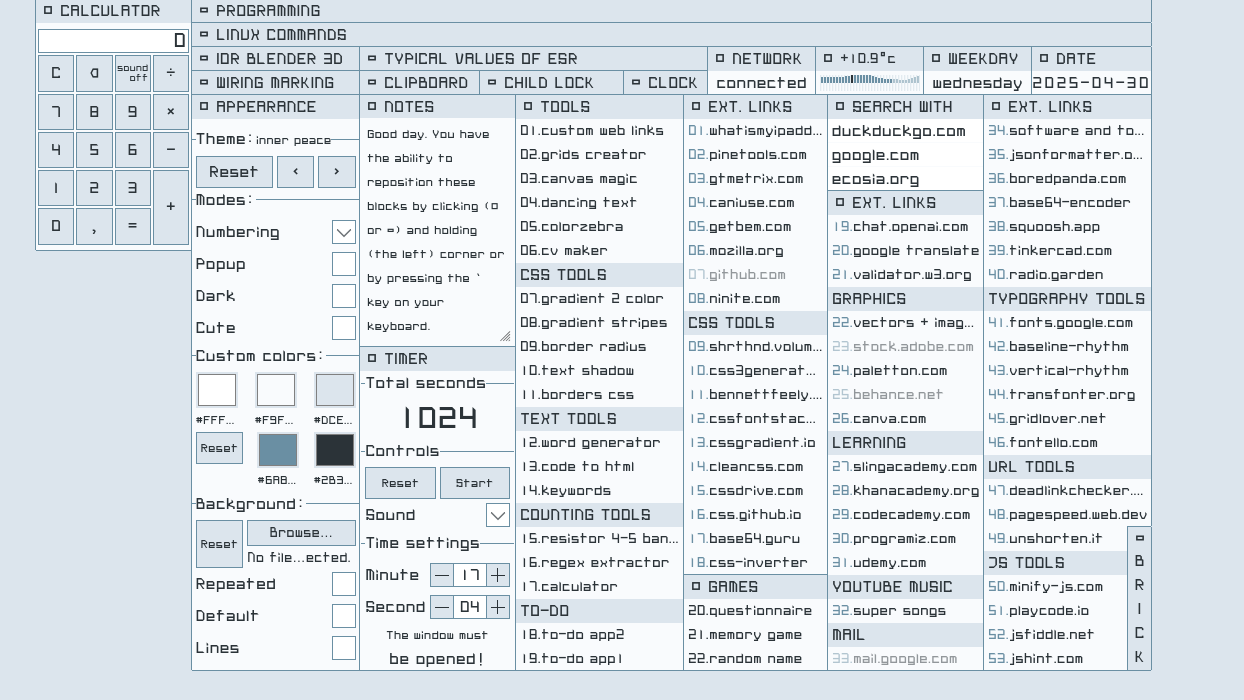 CALCULATOR
0
C
a
sound off
÷
7
8
9
×
4
5
6
-
1
2
3
+
0
,
=
PROGRAMMING
LINUX COMMANDS
IOR BLENDER 3D
TYPICAL VALUES OF ESR
NETWORK
connected
+10.9°c
WEEKDAY
wednesday
DATE
2025-04-30
WIRING MARKING
CLIPBOARD
CHILD LOCK
CLOCK
APPEARANCE
Theme: inner peace
Reset
‹
›
Modes:
Numbering
Popup
Dark
Cute
Custom colors:
#FFF...
#F9F...
#DCE...
Reset
#6A8...
#2B3...
Background:
Reset
Browse...
No file...ected.
Repeated
Default
Lines
NOTES
Good day. You have
the ability to
reposition these
blocks by clicking (¤
or ▫) and holding
(the left) corner or
by pressing the `
key on your
keyboard.
TIMER
Total seconds
1024
Controls
Reset
Start
Sound
Time settings
Minute
— 17 +
Second
— 04 +
The window must
be opened!
TOOLS
01.custom web links
02.grids creator
03.canvas magic
04.dancing text
05.colorzebra
06.cv maker
CSS TOOLS
07.gradient 2 color
08.gradient stripes
09.border radius
10.text shadow
11.borders css
TEXT TOOLS
12.word generator
13.code to html
14.keywords
COUNTING TOOLS
15.resistor 4-5 ban...
16.regex extractor
17.calculator
TO-DO
18.to-do app2
19.to-do app1
EXT. LINKS
01.whatismyipadd...
02.pinetools.com
03.gtmetrix.com
04.caniuse.com
05.getbem.com
06.mozilla.org
07.github.com
08.ninite.com
CSS TOOLS
09.shrthnd.volum...
10.css3generat...
11.bennettfeely....
12.cssfontstac...
13.cssgradient.io
14.cleancss.com
15.cssdrive.com
16.css.github.io
17.base64.guru
18.css-inverter
GAMES
20.questionnaire
21.memory game
22.random name
SEARCH WITH
duckduckgo.com
google.com
ecosia.org
EXT. LINKS
19.chat.openai.com
20.google translate
21.validator.w3.org
GRAPHICS
22.vectors + imag...
23.stock.adobe.com
24.paletton.com
25.behance.net
26.canva.com
LEARNING
27.slingacademy.com
28.khanacademy.org
29.codecademy.com
30.programiz.com
31.udemy.com
YOUTUBE MUSIC
32.super songs
MAIL
33.mail.google.com
EXT. LINKS
34.software and to...
35.jsonformatter.o...
36.boredpanda.com
37.base64-encoder
38.squoosh.app
39.tinkercad.com
40.radio.garden
TYPOGRAPHY TOOLS
41.fonts.google.com
42.baseline-rhythm
43.vertical-rhythm
44.transfonter.org
45.gridlover.net
46.fontello.com
URL TOOLS
47.deadlinkchecker....
48.pagespeed.web.dev
49.unshorten.it
JS TOOLS
50.minify-js.com
51.playcode.io
52.jsfiddle.net
53.jshint.com
B
R
I
C
K